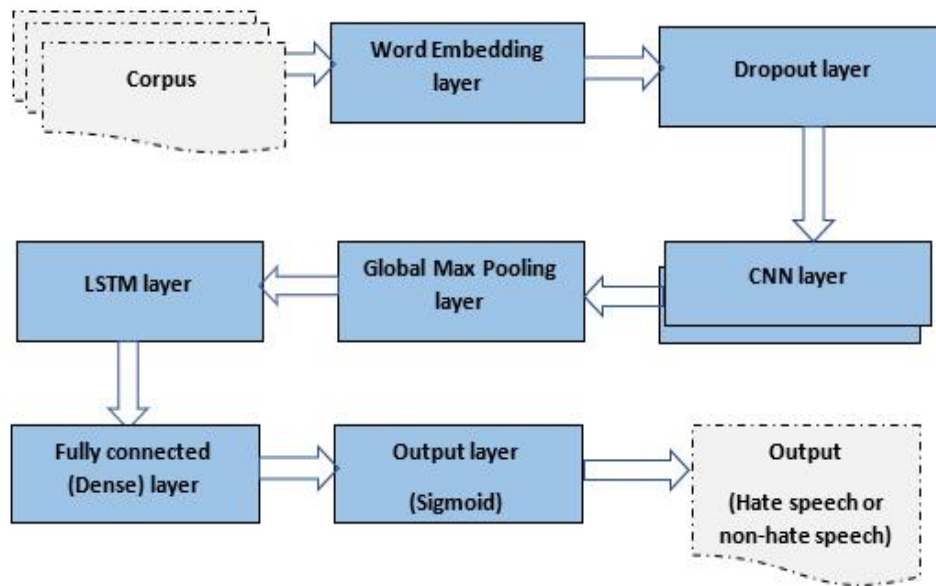 Corpus
Word Embedding
layer
Dropout layer
CNN layer
Global Max Pooling
layer
LSTM layer
Fully connected
(Dense) layer
Output layer
(Sigmoid)
Output
(Hate speech or
non-hate speech)